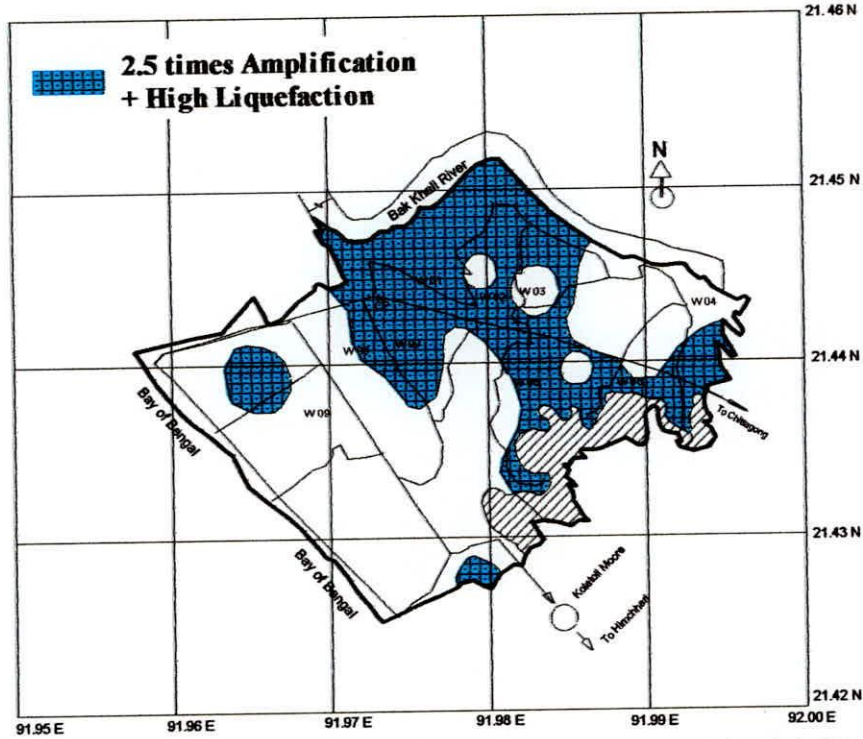 21.46 N
2.5 times Amplification
+ High Liquefaction
N
21.45 N
Bak Khali River
W 03
W 04
21.44 N
W 09
Bay of Bengal
To Chittagong
21.43 N
Bay of Bengal
Kolatoli Moore
To Himchhari
21.42 N
91.95 E
91.96 E
91.97 E
91.98 E
91.99 E
92.00 E